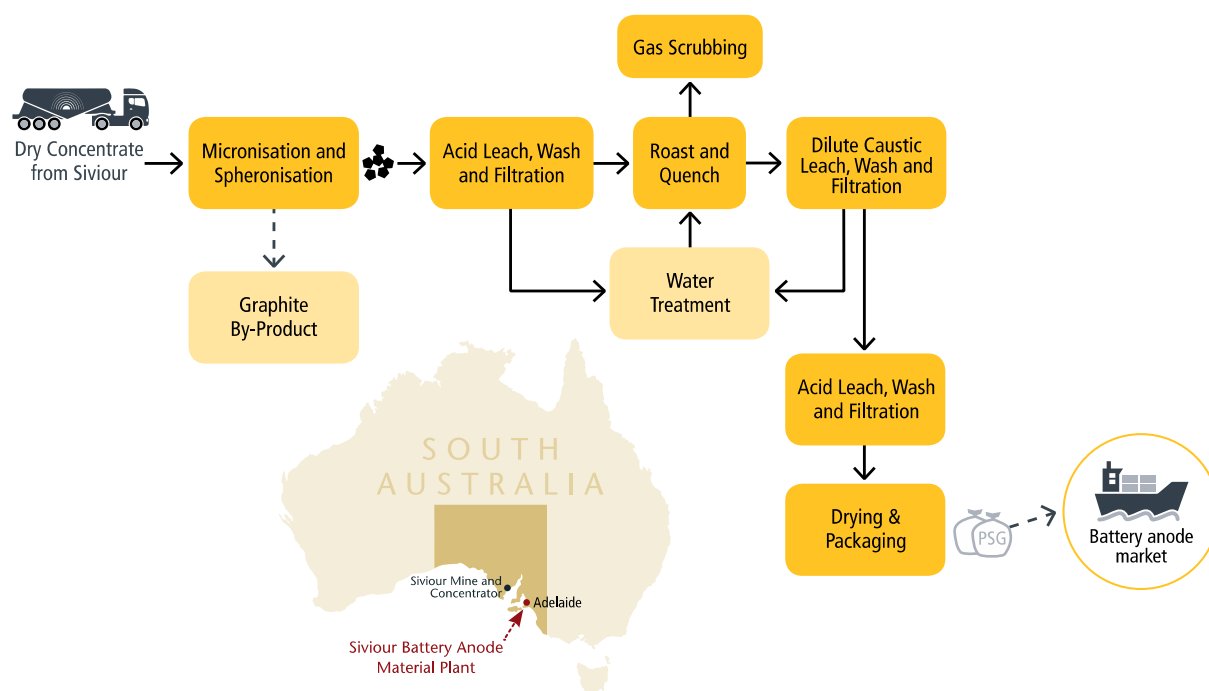 Gas Scrubbing
Dry Concentrate
from Siviour
Micronisation and
Spheronisation
Acid Leach, Wash
and Filtration
Roast and
Quench
Dilute Caustic
Leach, Wash and
Filtration
Graphite
By-Product
Water
Treatment
Acid Leach, Wash
and Filtration
SOUTH
AUSTRALIA
Drying &
Packaging
PSG
Battery anode
market
Siviour Mine and
Concentrator
Adelaide
Siviour Battery Anode
Material Plant